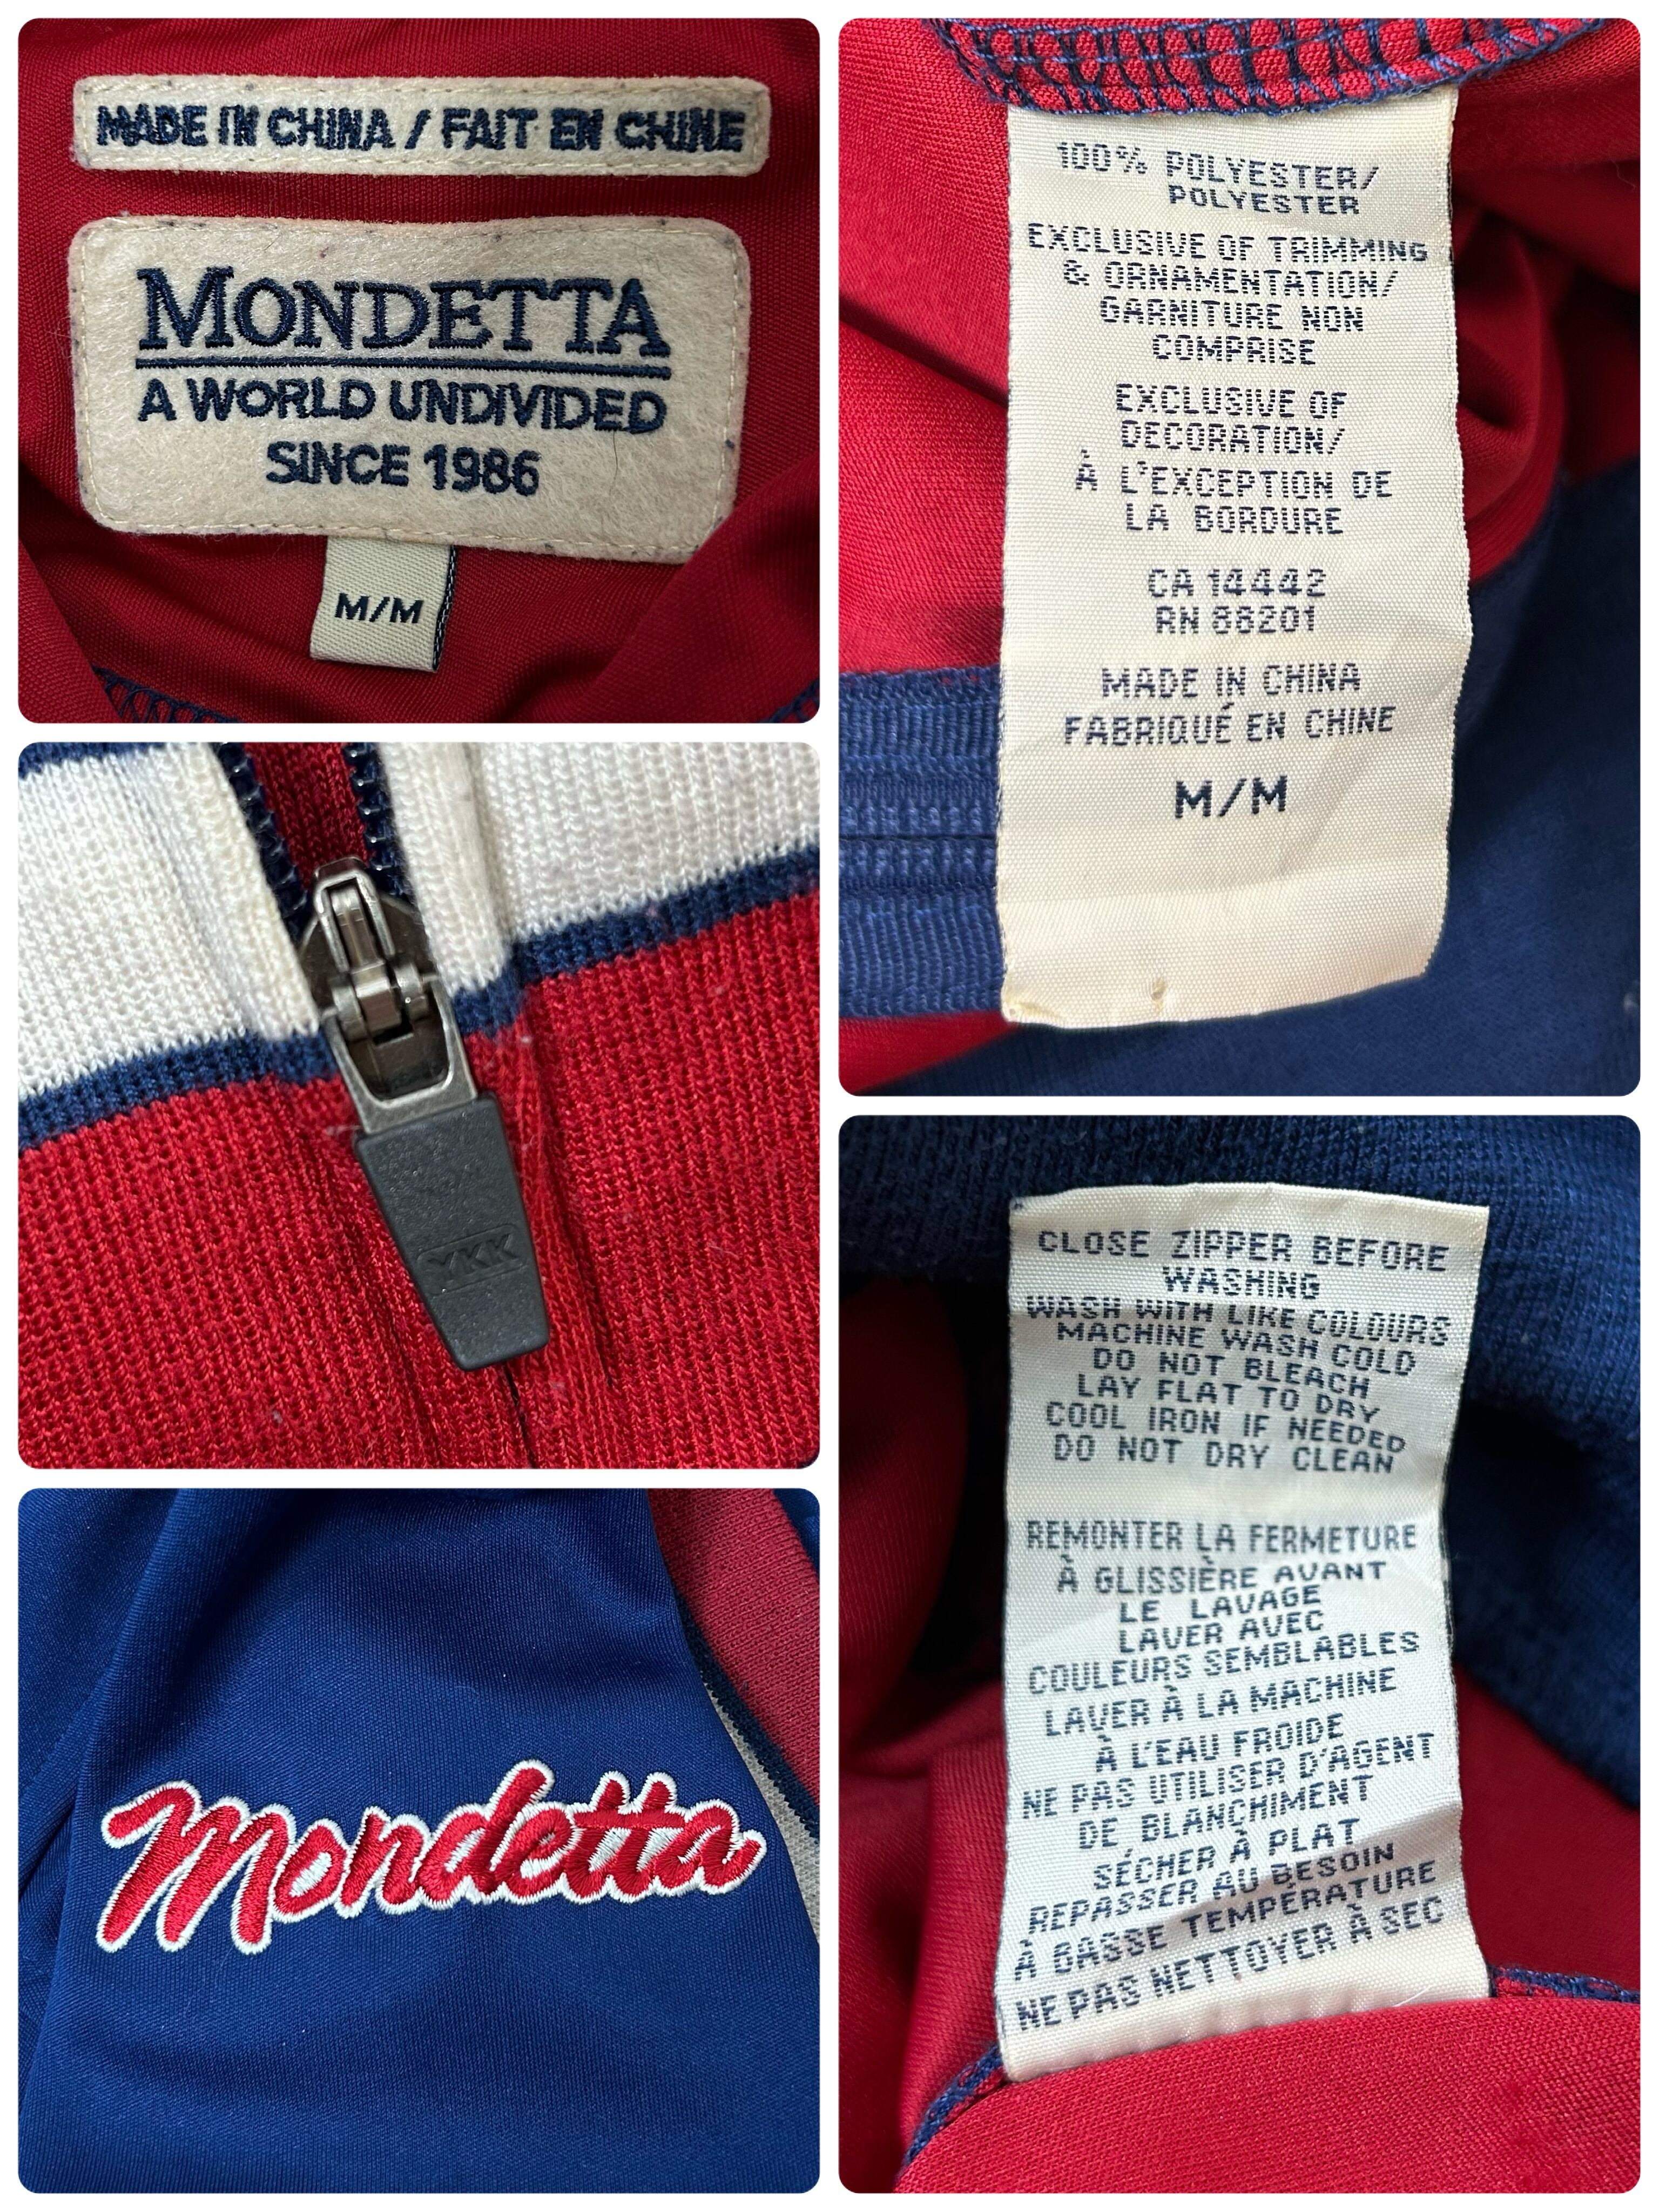 MADE IN CHINA / FAIT EN CHINE
MONDETTA
A WORLD UNDIVIDED
SINCE 1986
M/M
YKK
Mondetta
100% POLYESTER/
POLYESTER
EXCLUSIVE OF TRIMMING
& ORNAMENTATION/
GARNITURE NON
COMPRISE
EXCLUSIVE OF
DECORATION/
À L'EXCEPTION DE
LA BORDURE
CA 14442
RN 88201
MADE IN CHINA
FABRIQUÉ EN CHINE
M/M
CLOSE ZIPPER BEFORE
WASHING
WASH WITH LIKE COLOURS
MACHINE WASH COLD
DO NOT BLEACH
LAY FLAT TO DRY
COOL IRON IF NEEDED
DO NOT DRY CLEAN
REMONTER LA FERMETURE
À GLISSIÈRE AVANT
LE LAVAGE
LAVER AVEC
COULEURS SEMBLABLES
LAVER À LA MACHINE
À L'EAU FROIDE
NE PAS UTILISER D'AGENT
DE BLANCHIMENT
SÉCHER À PLAT
REPASSER AU BESOIN
À BASSE TEMPÉRATURE
NE PAS NETTOYER À SEC